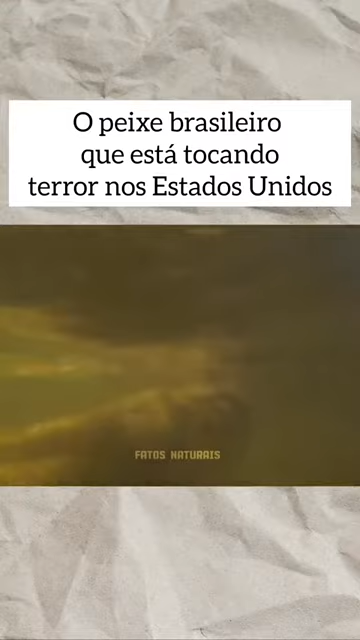 O peixe brasileiro
que está tocando
terror nos Estados Unidos
FATOS NATURAIS